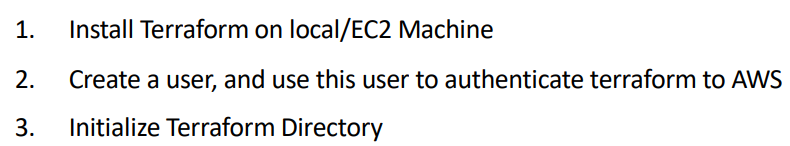 1. Install Terraform on local/EC2 Machine
2. Create a user, and use this user to authenticate terraform to AWS
3. Initialize Terraform Directory